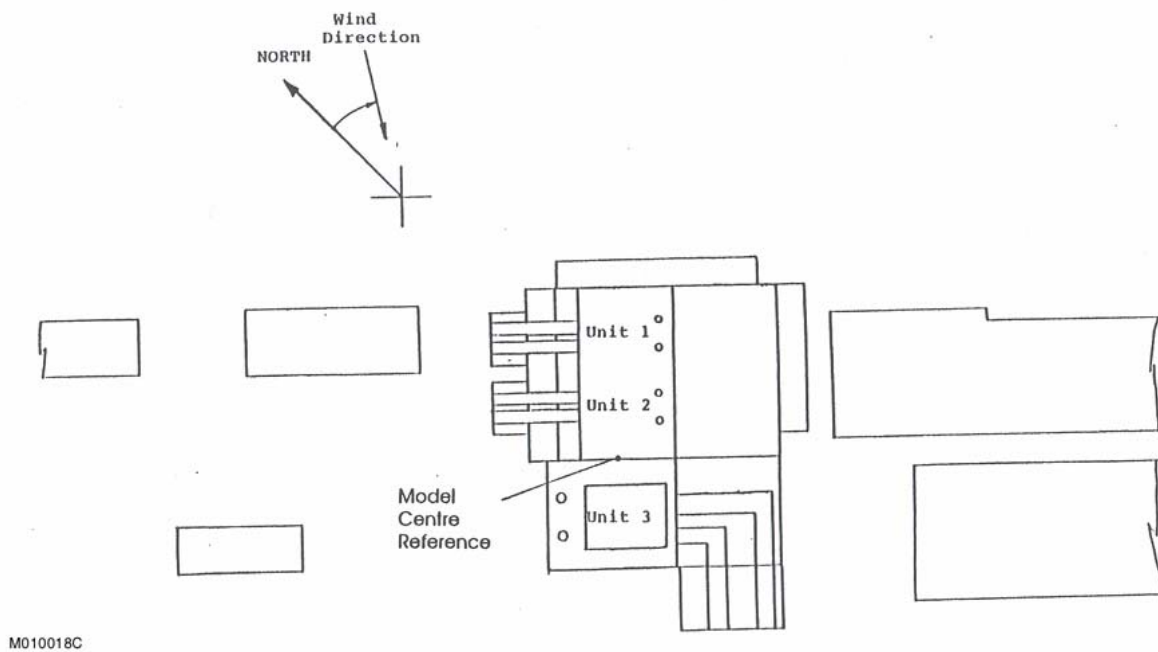 Wind
Direction
NORTH
Unit 1
Unit 2
Model
Centre
Reference
Unit 3
M010018C